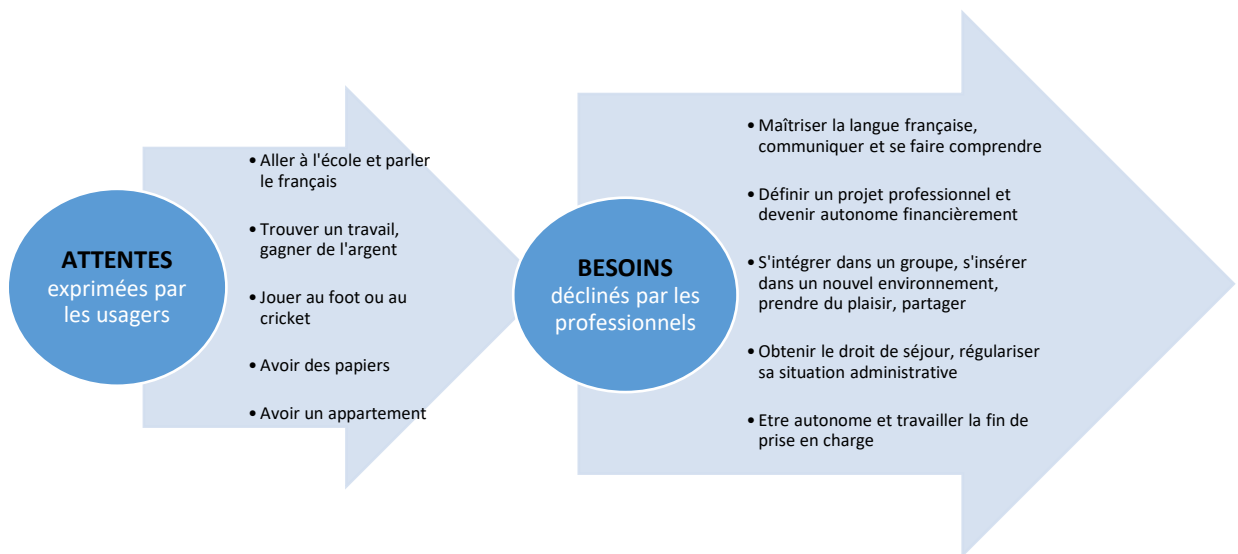 ATTENTES
exprimées par
les usagers
• Aller à l'école et parler
le français
• Trouver un travail,
gagner de l'argent
• Jouer au foot ou au
cricket
• Avoir des papiers
• Avoir un appartement
BESOINS
déclinés par les
professionnels
• Maîtriser la langue française,
communiquer et se faire comprendre
• Définir un projet professionnel et
devenir autonome financièrement
• S'intégrer dans un groupe, s'insérer
dans un nouvel environnement,
prendre du plaisir, partager
• Obtenir le droit de séjour, régulariser
sa situation administrative
• Etre autonome et travailler la fin de
prise en charge